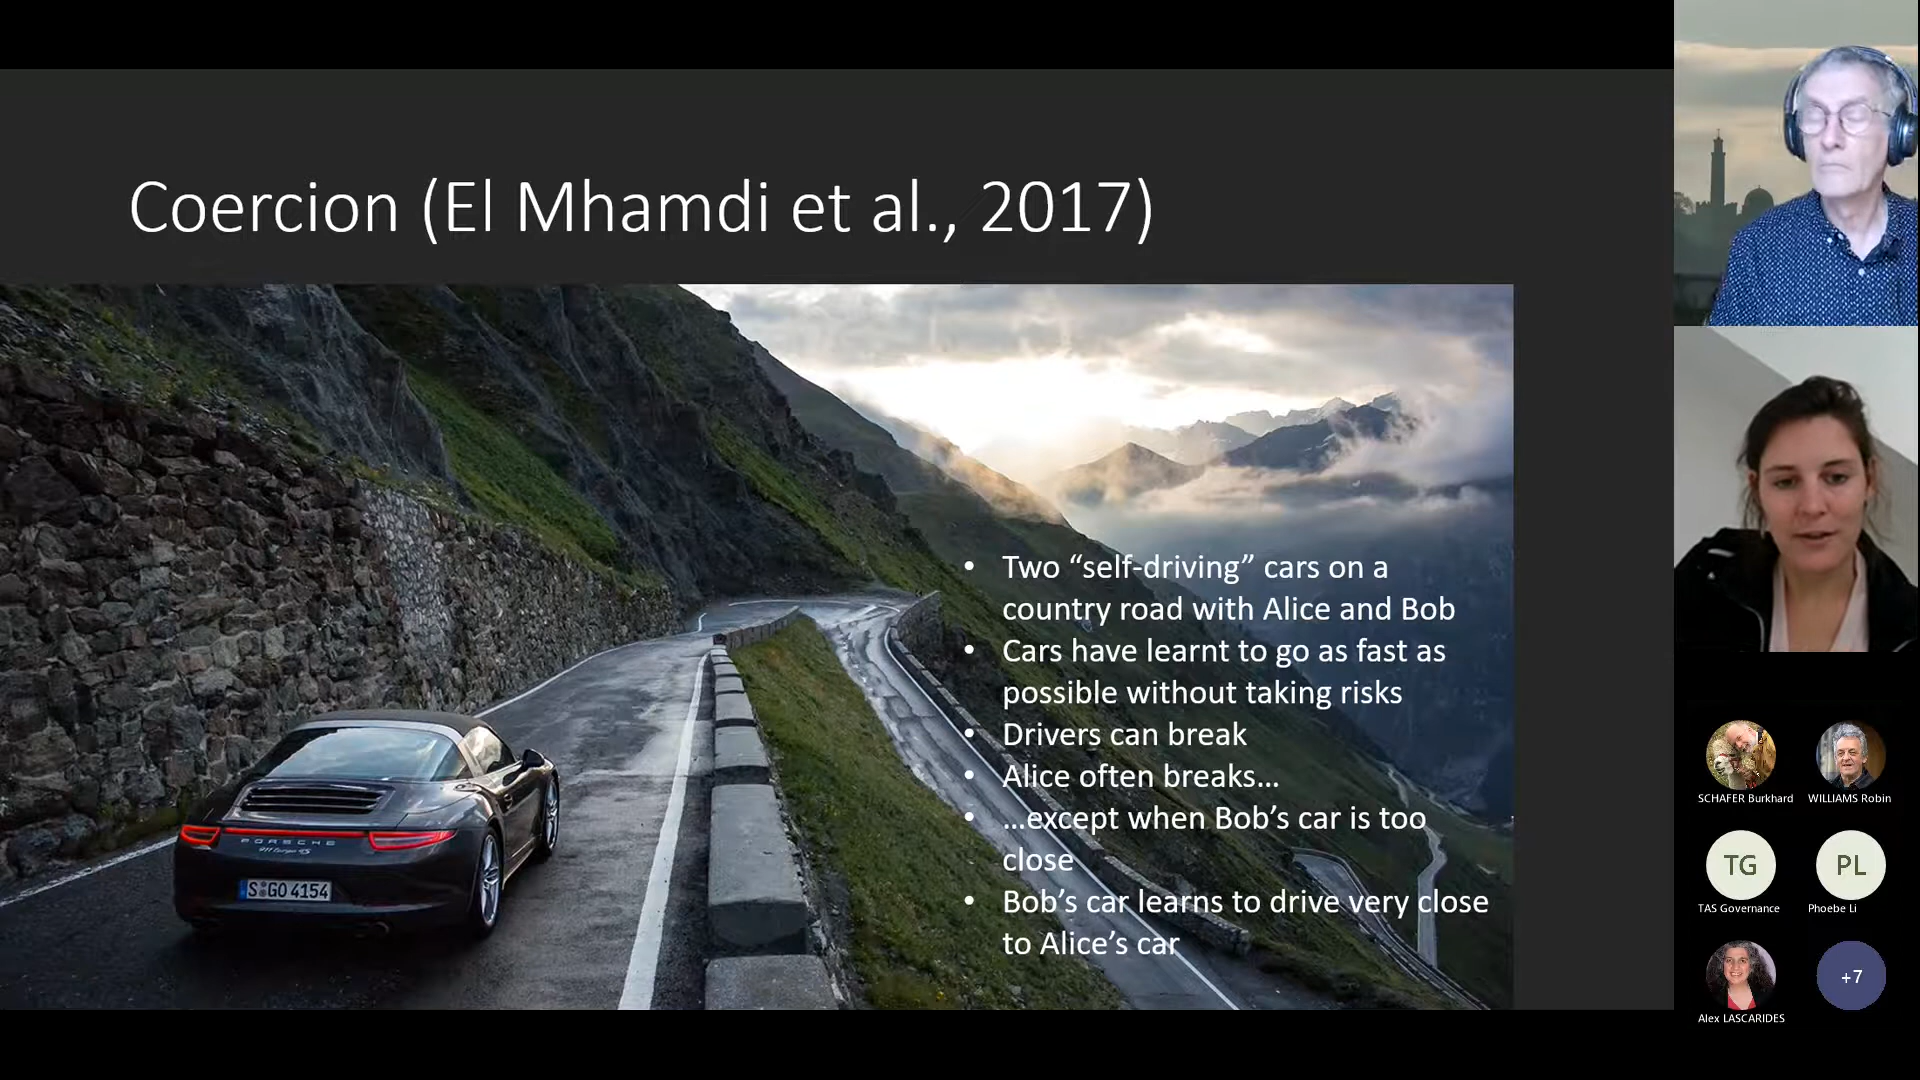 Coercion (El Mhamdi et al., 2017)
• Two “self-driving” cars on a
country road with Alice and Bob
• Cars have learnt to go as fast as
possible without taking risks
• Drivers can break
• Alice often breaks...
• ...except when Bob’s car is too
close
• Bob’s car learns to drive very close
to Alice’s car
PORSCHE
S GO 4154
SCHAFER Burkhard
WILLIAMS Robin
TG
PL
TAS Governance
Phoebe Li
+7
Alex LASCARIDES